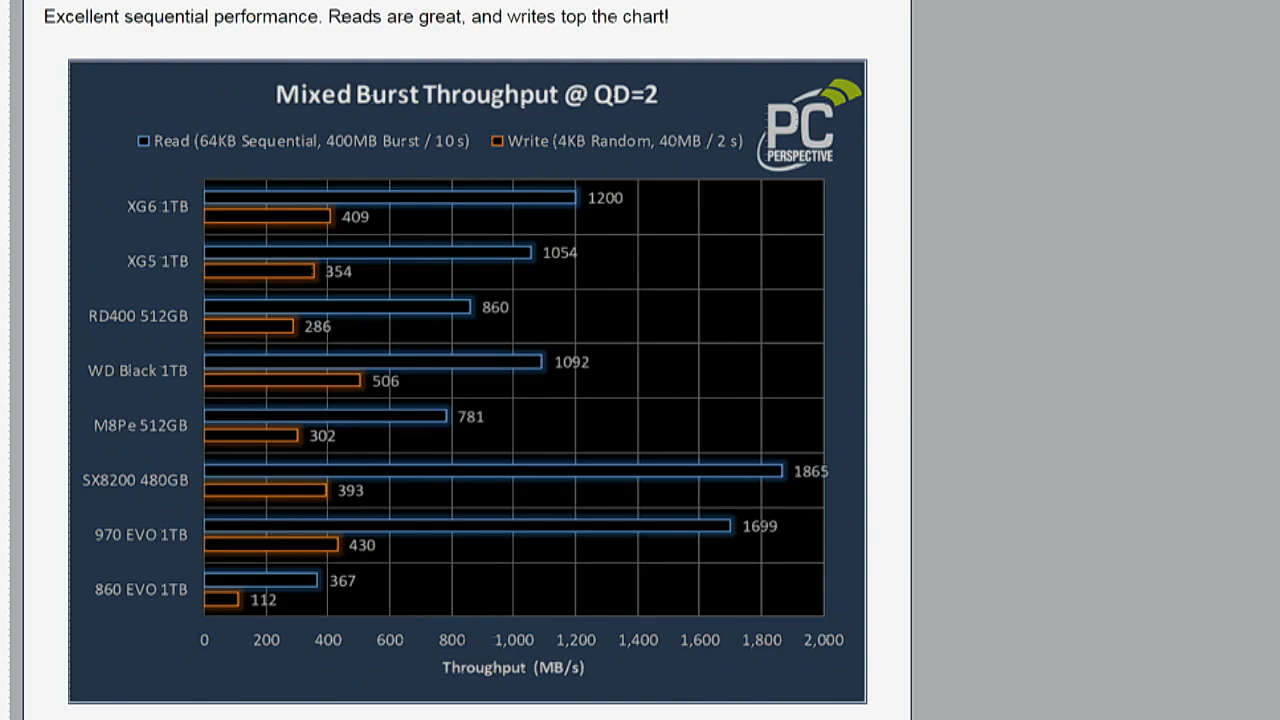 Excellent sequential performance. Reads are great, and writes top the chart!
Mixed Burst Throughput @ QD=2
PC
PERSPECTIVE
Read (64KB Sequential, 400MB Burst / 10 s) Write (4KB Random, 40MB / 2 s)
XG6 1TB 1200
409
XG5 1TB 1054
354
RD400 512GB 860
286
WD Black 1TB 1092
506
M8Pe 512GB 781
302
SX8200 480GB 1865
393
970 EVO 1TB 1699
430
860 EVO 1TB 367
112
0 200 400 600 800 1,000 1,200 1,400 1,600 1,800 2,000
Throughput (MB/s)